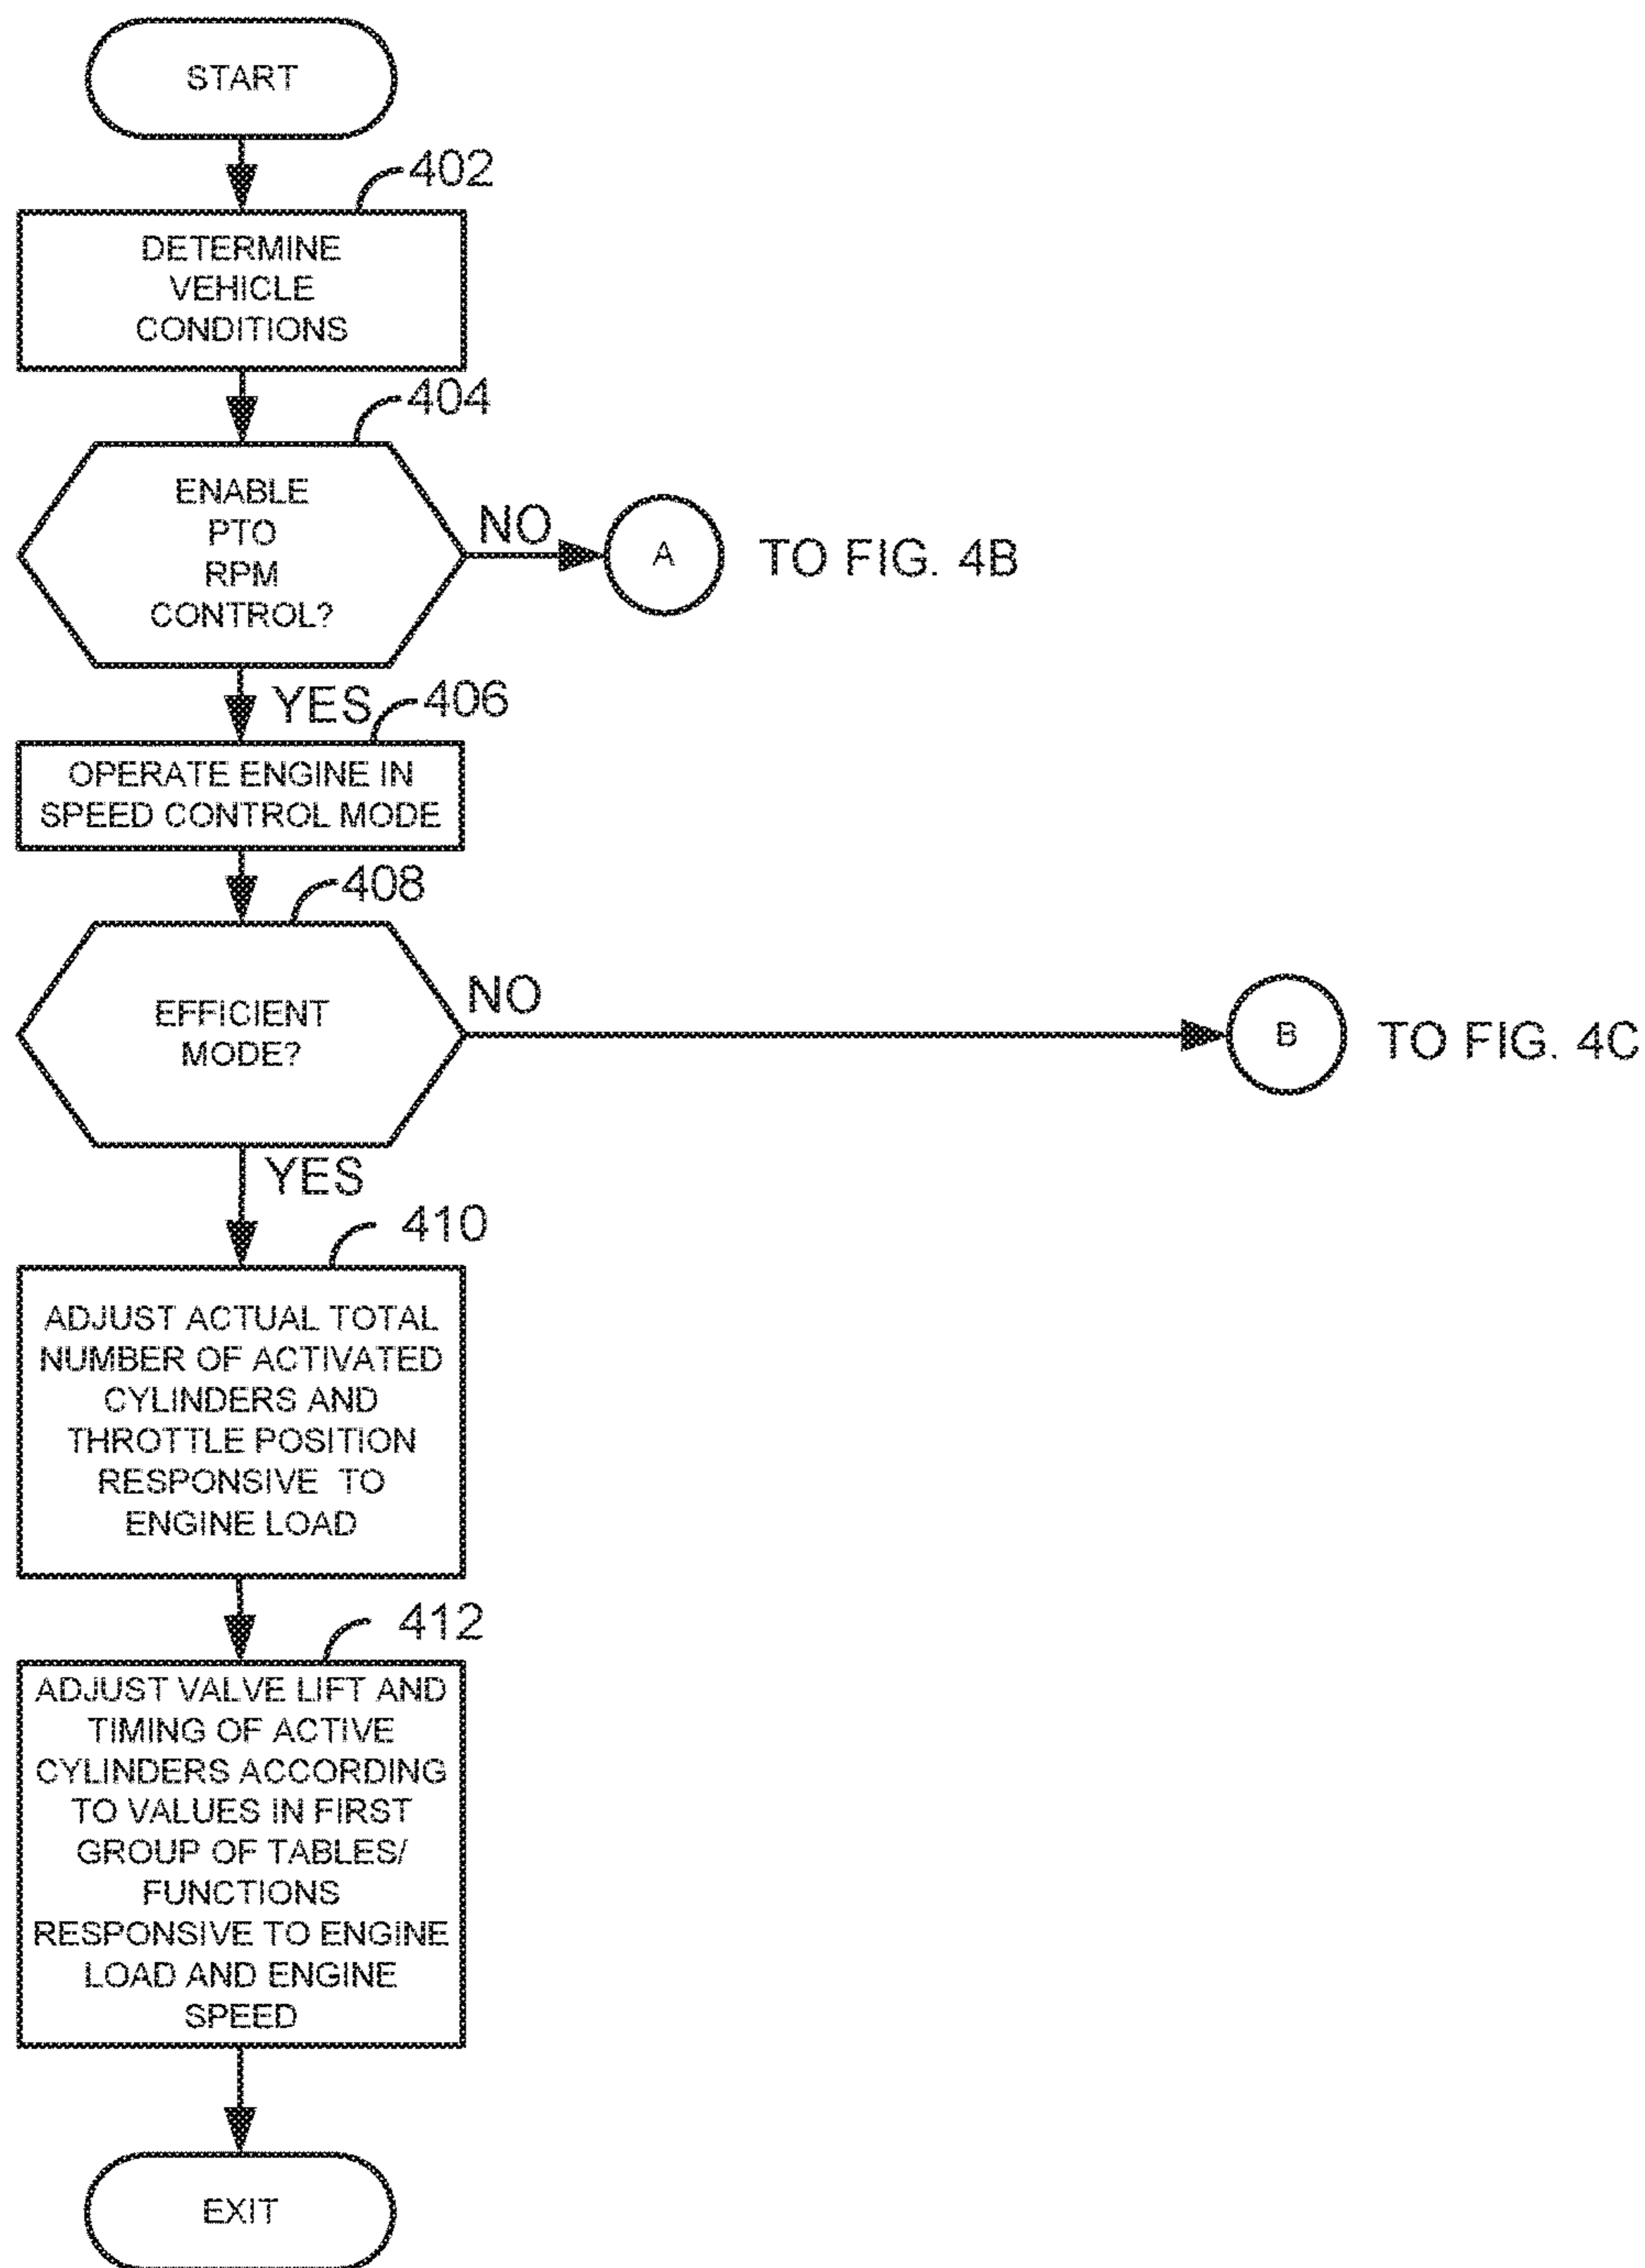 START
402
DETERMINE
VEHICLE
CONDITIONS
404
ENABLE
PTO
RPM
CONTROL?
NO
A
TO FIG. 4B
YES
406
OPERATE ENGINE IN
SPEED CONTROL MODE
408
EFFICIENT
MODE?
NO
B
TO FIG. 4C
YES
410
ADJUST ACTUAL TOTAL
NUMBER OF ACTIVATED
CYLINDERS AND
THROTTLE POSITION
RESPONSIVE TO
ENGINE LOAD
412
ADJUST VALVE LIFT AND
TIMING OF ACTIVE
CYLINDERS ACCORDING
TO VALUES IN FIRST
GROUP OF TABLES/
FUNCTIONS
RESPONSIVE TO ENGINE
LOAD AND ENGINE
SPEED
EXIT